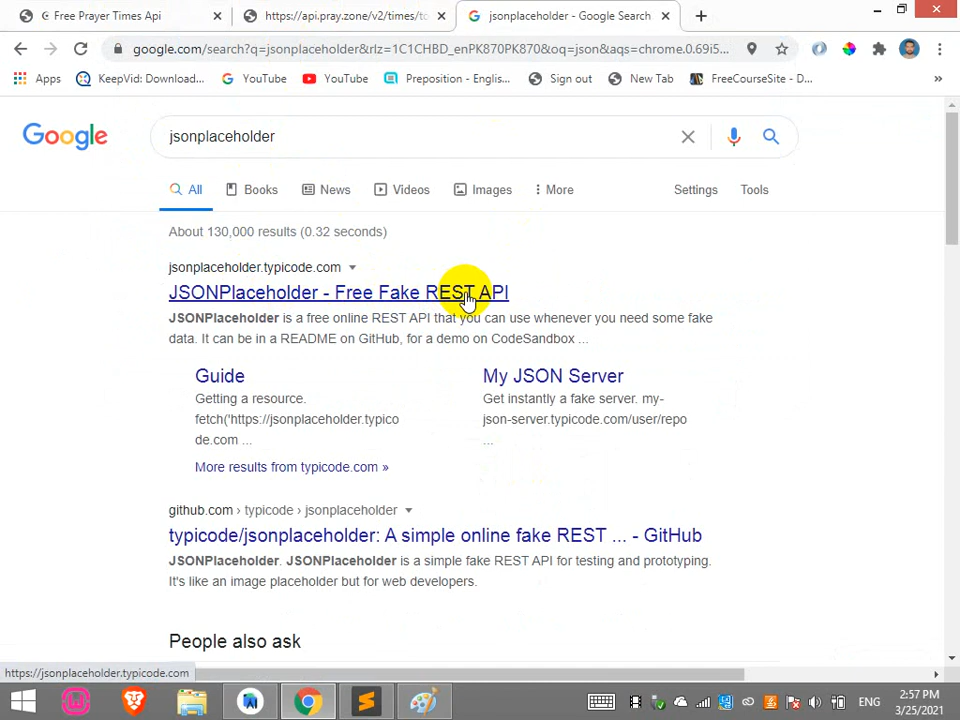 Free Prayer Times Api
https://api.pray.zone/v2/times/to
jsonplaceholder - Google Search
google.com/search?q=jsonplaceholder&rlz=1C1CHBD_enPK870PK870&oq=json&aqs=chrome.0.69i5...
Apps
KeepVid: Download...
YouTube
YouTube
Preposition - Englis...
Sign out
New Tab
FreeCourseSite - D...
»
Google
jsonplaceholder
All
Books
News
Videos
Images
More
Settings
Tools
About 130,000 results (0.32 seconds)
jsonplaceholder.typicode.com
JSONPlaceholder - Free Fake REST API
JSONPlaceholder is a free online REST API that you can use whenever you need some fake
data. It can be in a README on GitHub, for a demo on CodeSandbox ...
Guide
Getting a resource.
fetch('https://jsonplaceholder.typico
de.com ...
My JSON Server
Get instantly a fake server. my-
json-server.typicode.com/user/repo
...
More results from typicode.com »
github.com › typicode › jsonplaceholder
typicode/jsonplaceholder: A simple online fake REST ... - GitHub
JSONPlaceholder. JSONPlaceholder is a simple fake REST API for testing and prototyping.
It's like an image placeholder but for web developers.
People also ask
https://jsonplaceholder.typicode.com
ENG
2:57 PM
3/25/2021